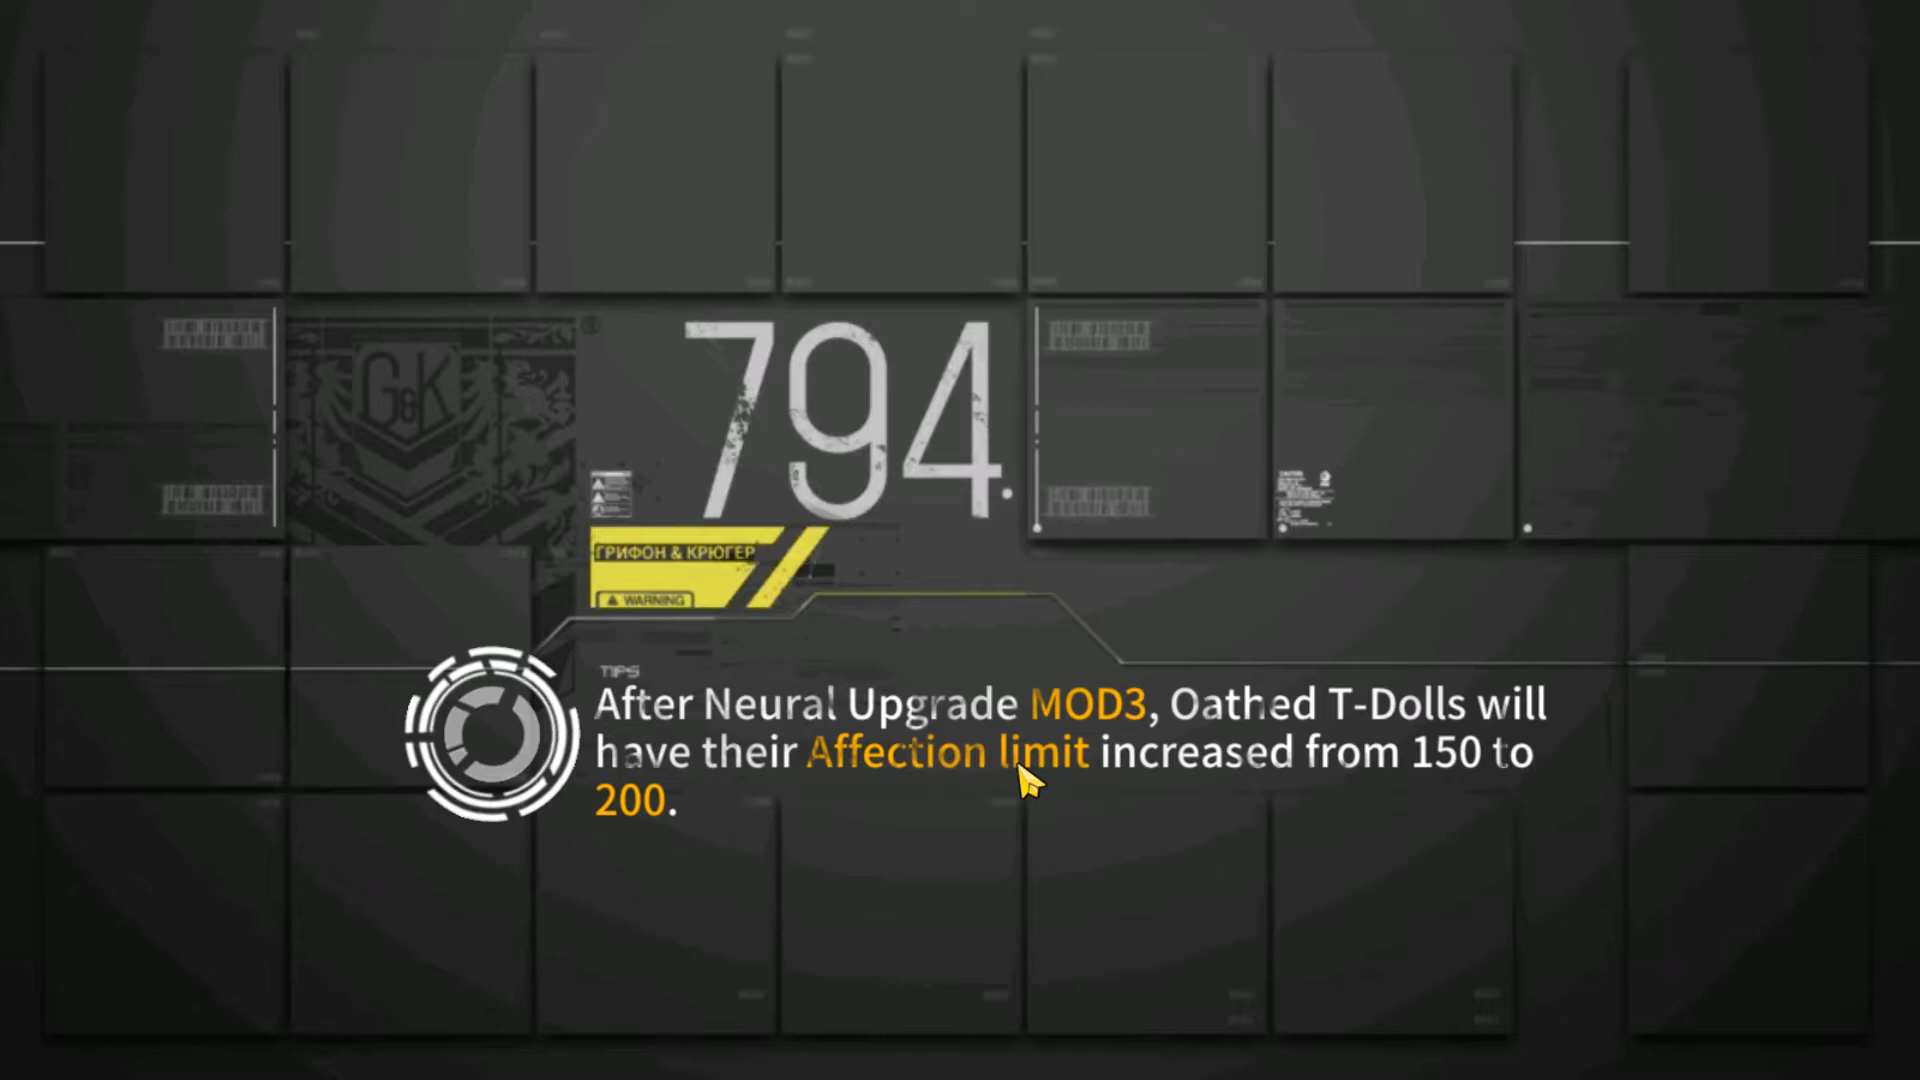 G&K
794.
ГРИФОН & КРЮГЕР
WARNING
TIPS
After Neural Upgrade MOD3, Oathed T-Dolls will
have their Affection limit increased from 150 to
200.